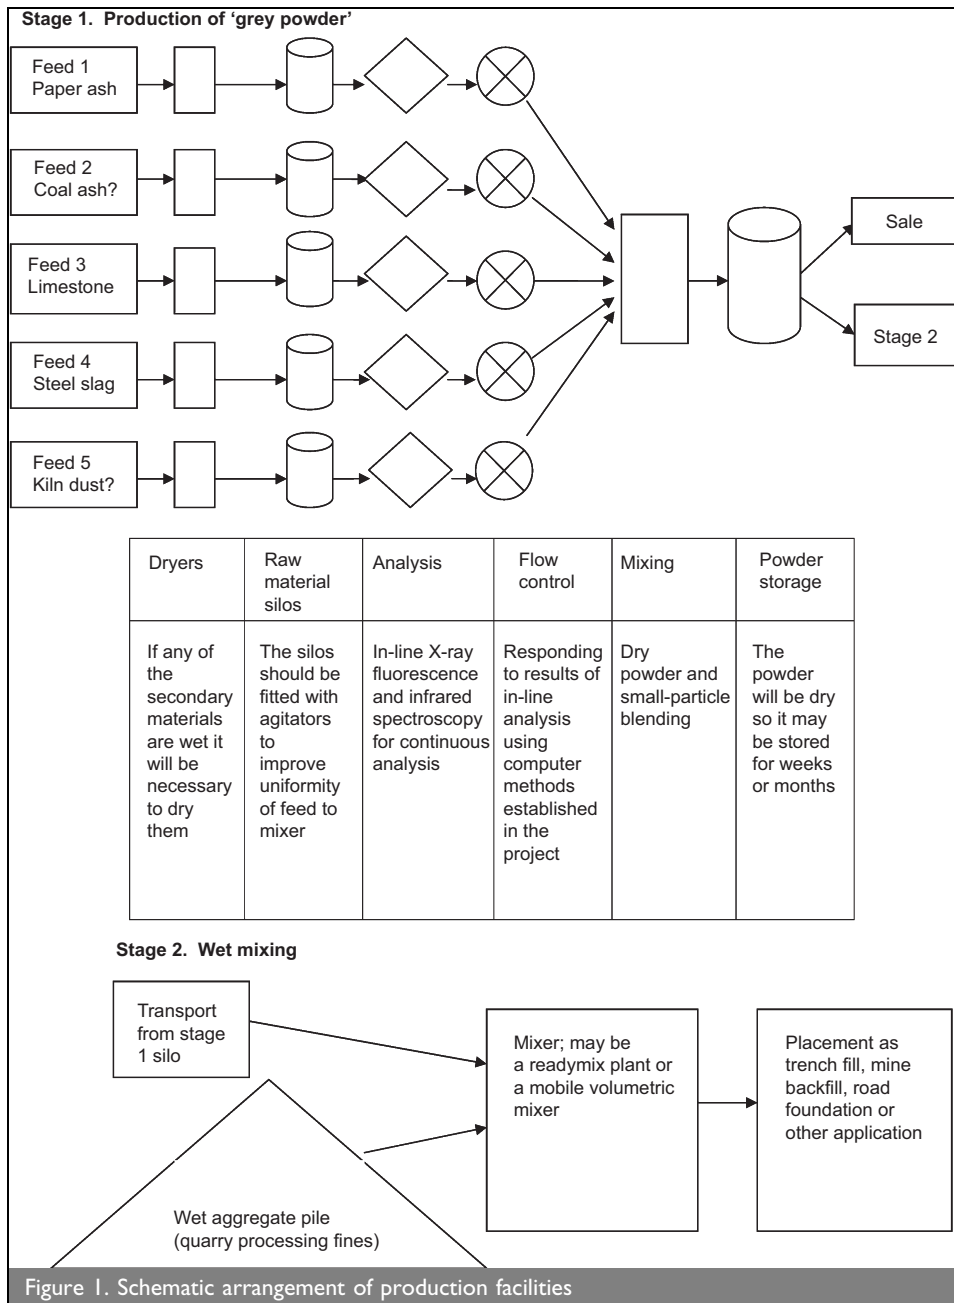 Stage 1. Production of ‘grey powder’
Feed 1
Paper ash
Feed 2
Coal ash?
Feed 3
Limestone
Feed 4
Steel slag
Feed 5
Kiln dust?
Sale
Stage 2
Dryers
Raw
material
silos
Analysis
Flow
control
Mixing
Powder
storage
If any of
the
secondary
materials
are wet it
will be
necessary
to dry
them
The silos
should be
fitted with
agitators
to
improve
uniformity
of feed to
mixer
In-line X-ray
fluorescence
and infrared
spectroscopy
for continuous
analysis
Responding
to results of
in-line
analysis
using
computer
methods
established
in the
project
Dry
powder and
small-particle
blending
The
powder
will be dry
so it may
be stored
for weeks
or months
Stage 2. Wet mixing
Transport
from stage
1 silo
Mixer; may be
a readymix plant or
a mobile volumetric
mixer
Placement as
trench fill, mine
backfill, road
foundation or
other application
Wet aggregate pile
(quarry processing fines)
Figure 1. Schematic arrangement of production facilities